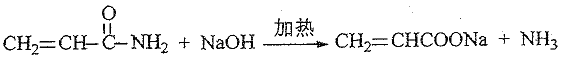 O
加热
CH₂=CH-C-NH₂ + NaOH → CH₂=CHCOONa + NH₃